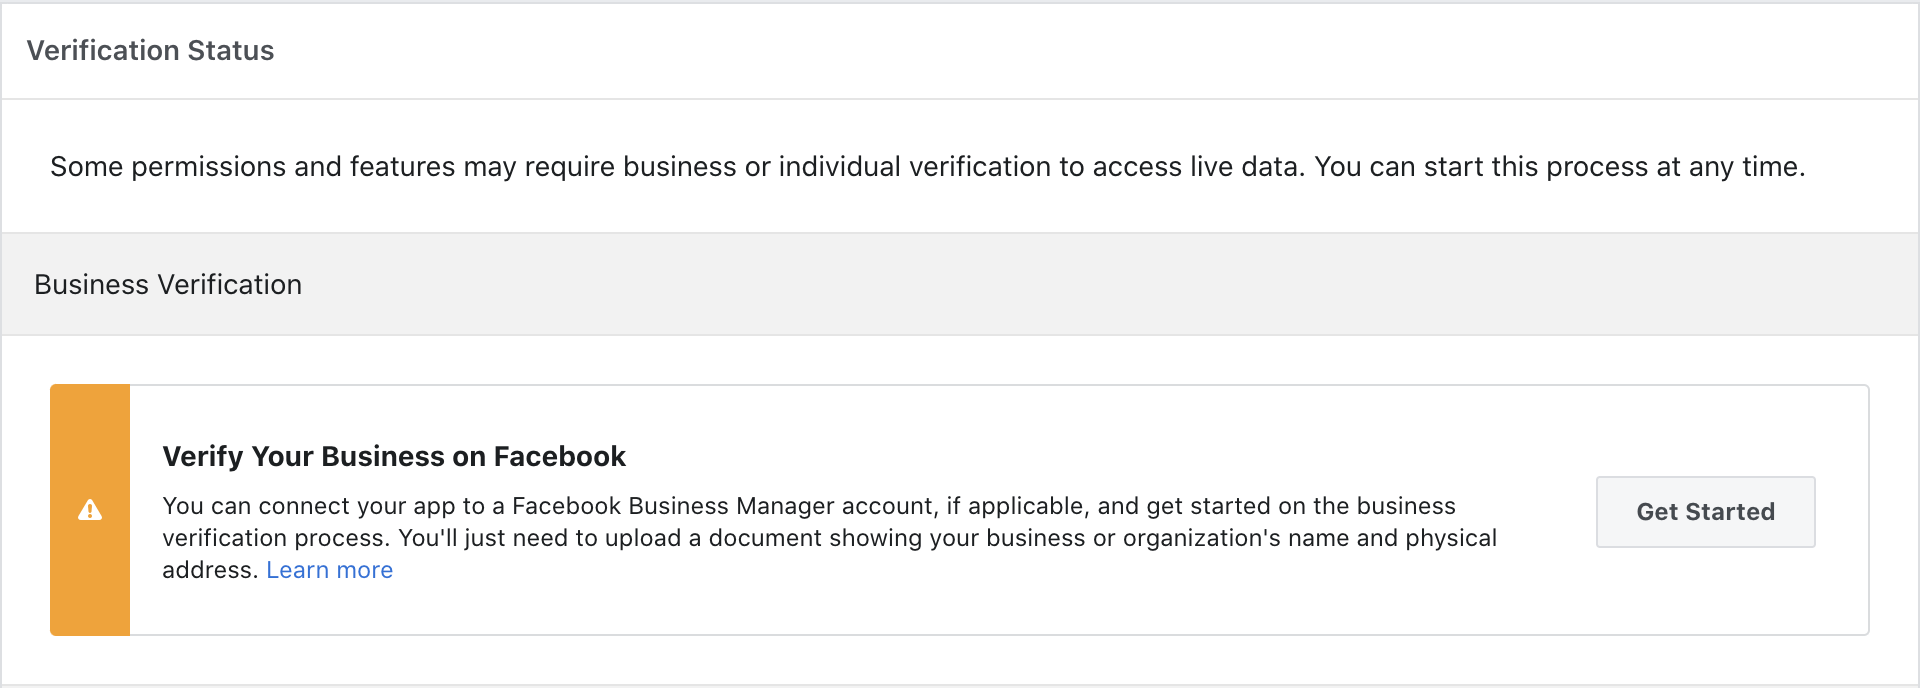 Verification Status
Some permissions and features may require business or individual verification to access live data. You can start this process at any time.
Business Verification
Verify Your Business on Facebook
You can connect your app to a Facebook Business Manager account, if applicable, and get started on the business
verification process. You'll just need to upload a document showing your business or organization's name and physical
address. Learn more
Get Started